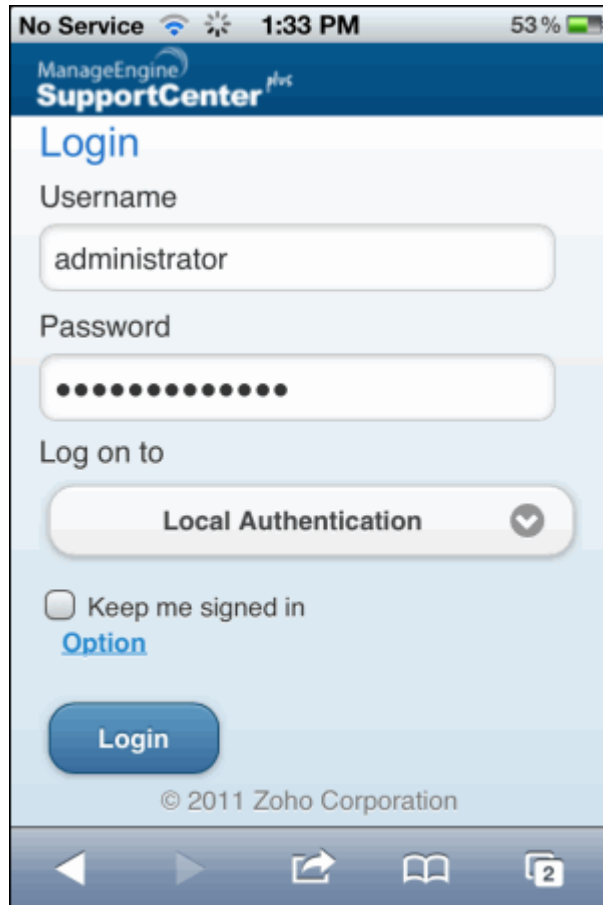 No Service 1:33 PM 53%
ManageEngine
SupportCenter plus
Login
Username
administrator
Password
•••••••••••••
Log on to
Local Authentication
Keep me signed in
Option
Login
© 2011 Zoho Corporation
2